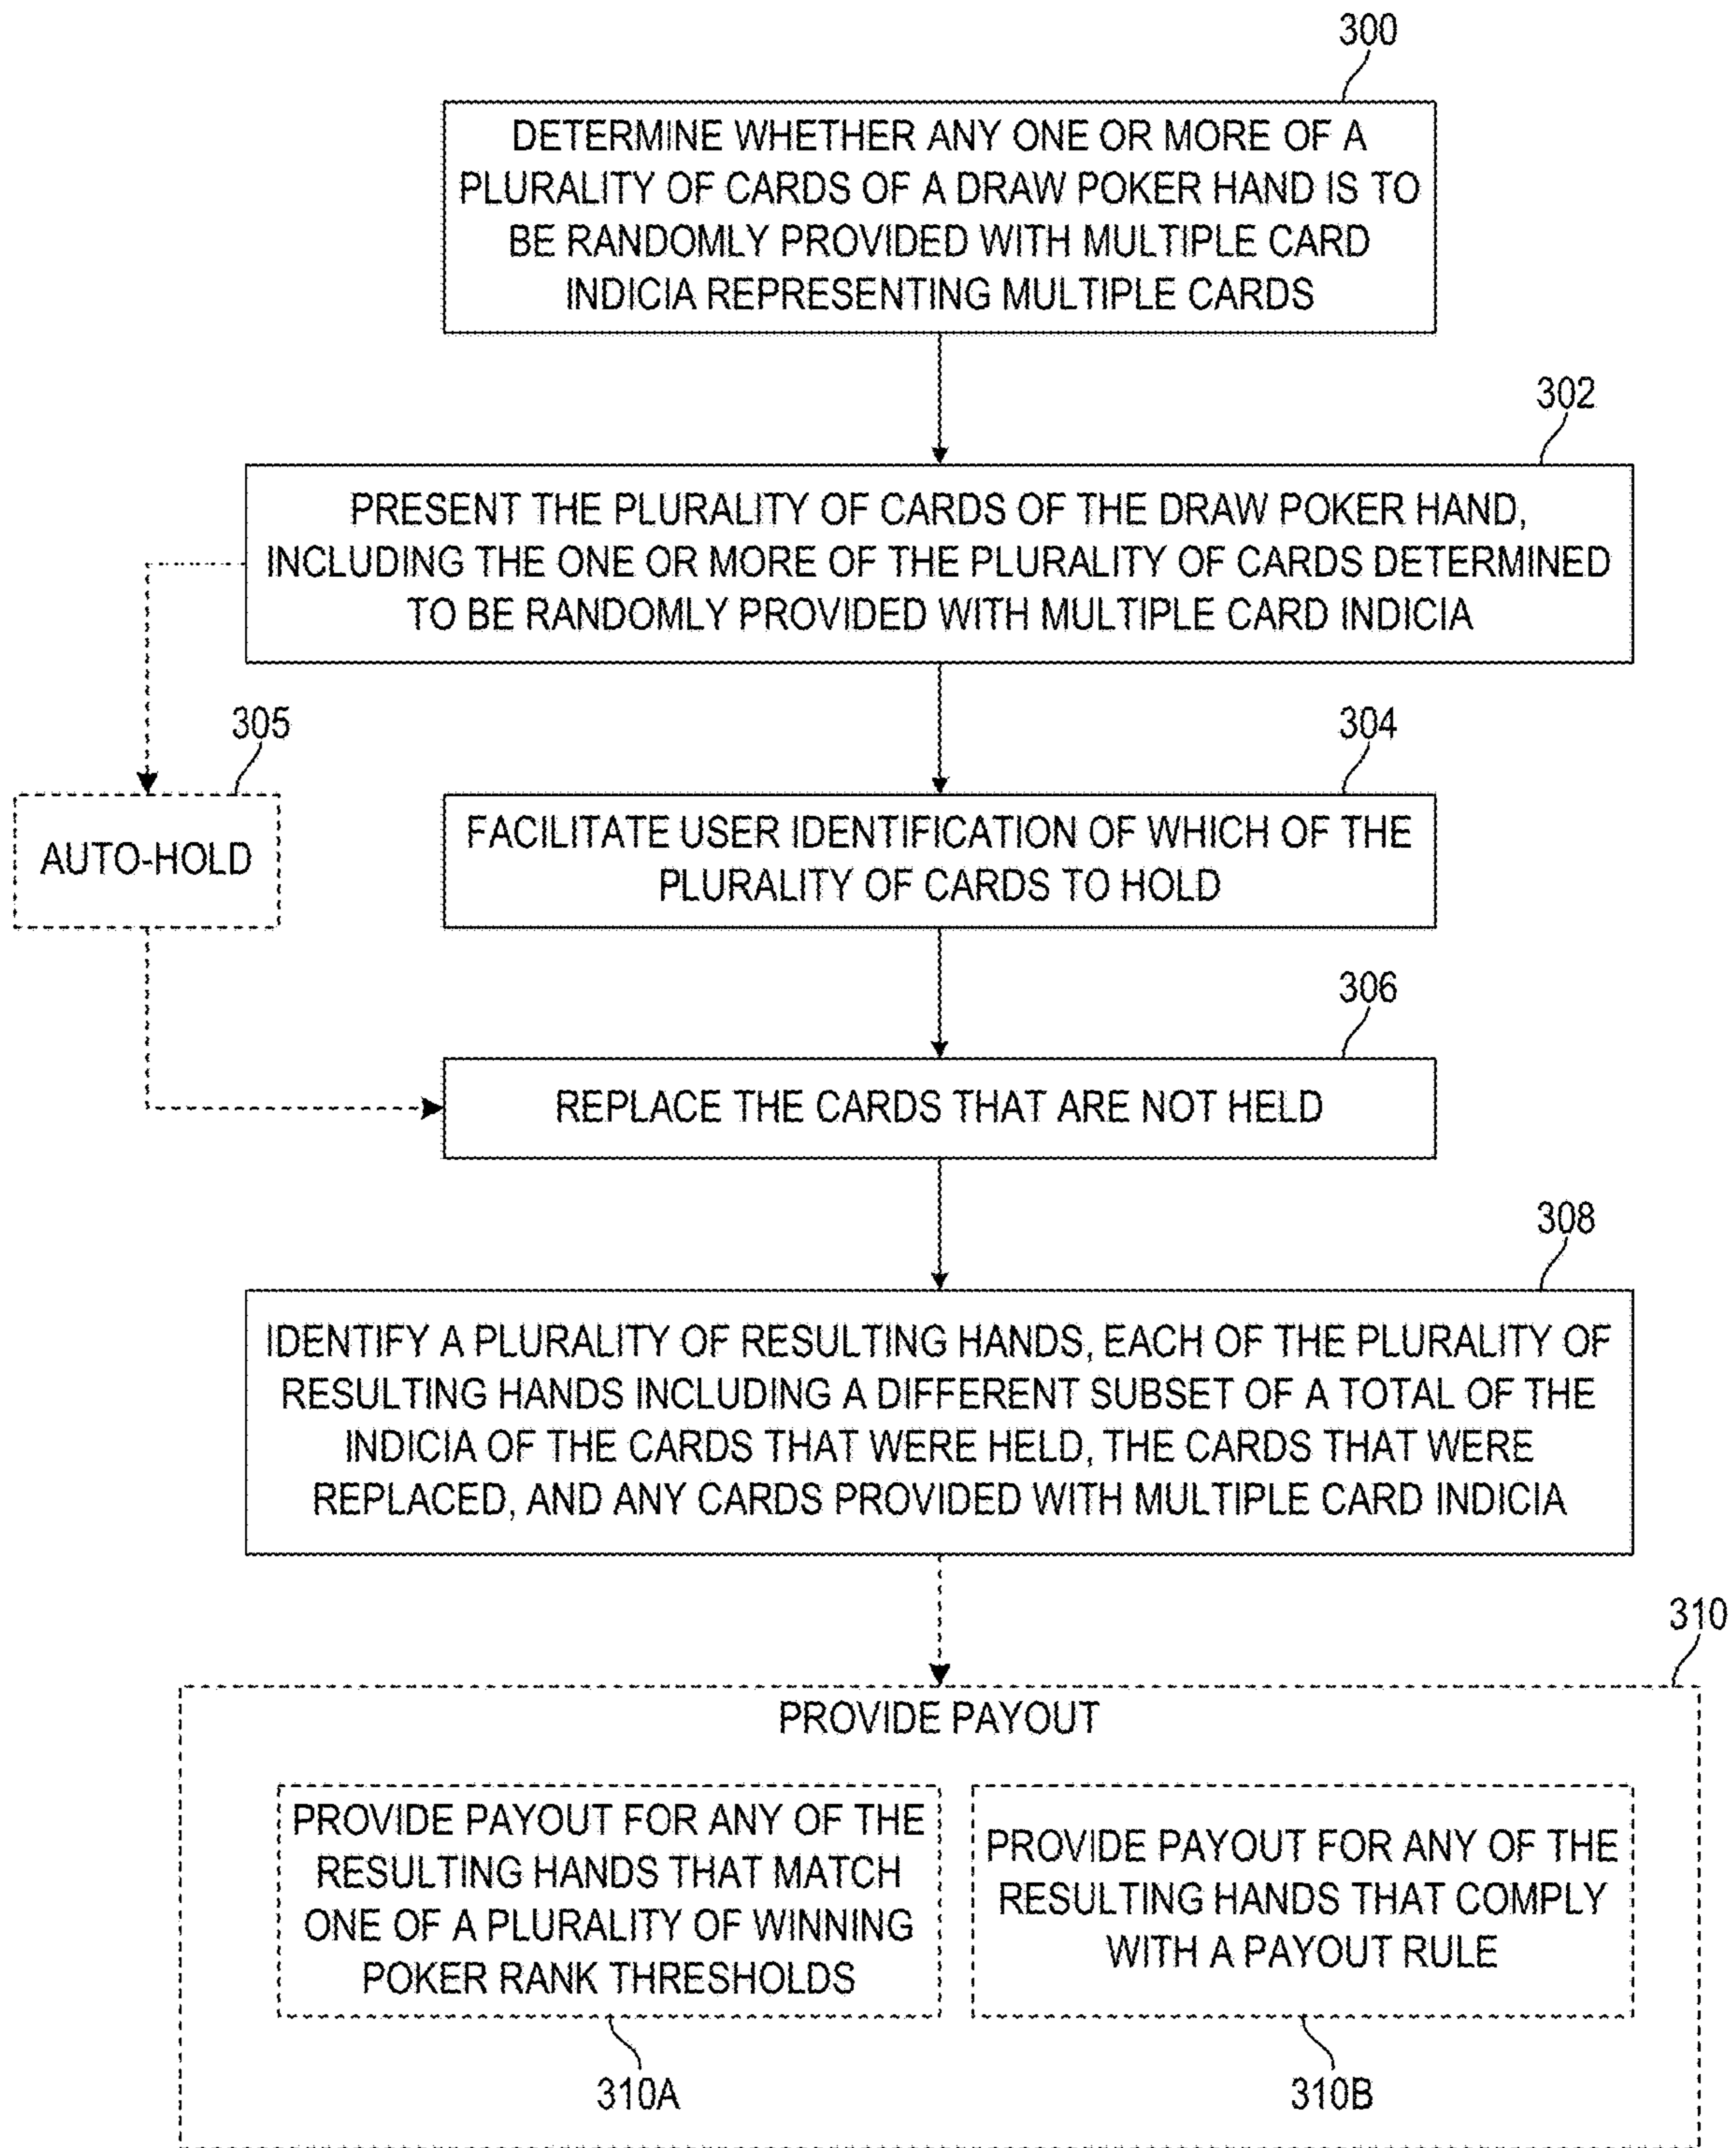 300
DETERMINE WHETHER ANY ONE OR MORE OF A
PLURALITY OF CARDS OF A DRAW POKER HAND IS TO
BE RANDOMLY PROVIDED WITH MULTIPLE CARD
INDICIA REPRESENTING MULTIPLE CARDS
302
PRESENT THE PLURALITY OF CARDS OF THE DRAW POKER HAND,
INCLUDING THE ONE OR MORE OF THE PLURALITY OF CARDS DETERMINED
TO BE RANDOMLY PROVIDED WITH MULTIPLE CARD INDICIA
305
AUTO-HOLD
304
FACILITATE USER IDENTIFICATION OF WHICH OF THE
PLURALITY OF CARDS TO HOLD
306
REPLACE THE CARDS THAT ARE NOT HELD
308
IDENTIFY A PLURALITY OF RESULTING HANDS, EACH OF THE PLURALITY OF
RESULTING HANDS INCLUDING A DIFFERENT SUBSET OF A TOTAL OF THE
INDICIA OF THE CARDS THAT WERE HELD, THE CARDS THAT WERE
REPLACED, AND ANY CARDS PROVIDED WITH MULTIPLE CARD INDICIA
310
PROVIDE PAYOUT
PROVIDE PAYOUT FOR ANY OF THE
RESULTING HANDS THAT MATCH
ONE OF A PLURALITY OF WINNING
POKER RANK THRESHOLDS
310A
PROVIDE PAYOUT FOR ANY OF THE
RESULTING HANDS THAT COMPLY
WITH A PAYOUT RULE
310B